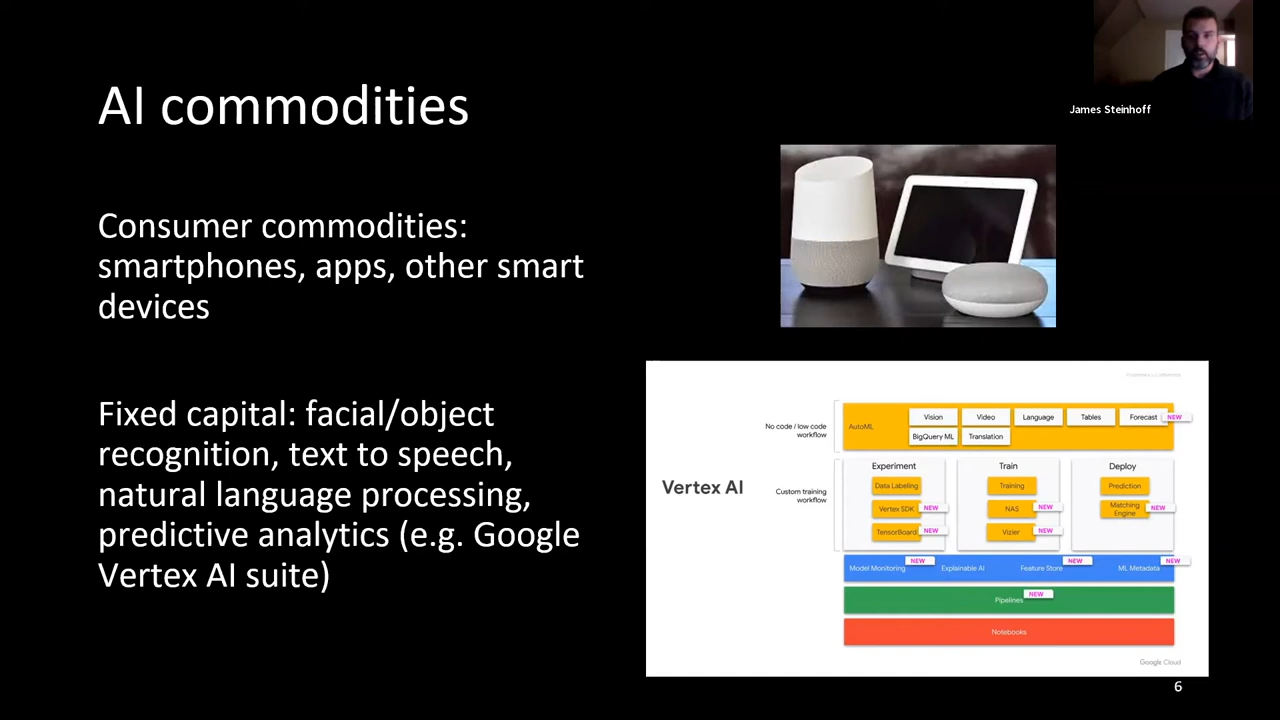 James Steinhoff
AI commodities
Consumer commodities:
smartphones, apps, other smart
devices
Fixed capital: facial/object
recognition, text to speech,
natural language processing,
predictive analytics (e.g. Google
Vertex AI suite)
Vertex AI
No code / low code
workflow
AutoML
Vision
Video
Language
Tables
Forecast
NEW
BigQuery ML
Translation
Custom training
workflow
Experiment
Data Labeling
Vertex SDK
NEW
TensorBoard
NEW
Train
Training
NAS
NEW
Vizier
NEW
Deploy
Prediction
Matching
Engine
NEW
Model Monitoring
NEW
Explainable AI
Feature Store
NEW
ML Metadata
NEW
Pipelines
NEW
Notebooks
Google Cloud
6